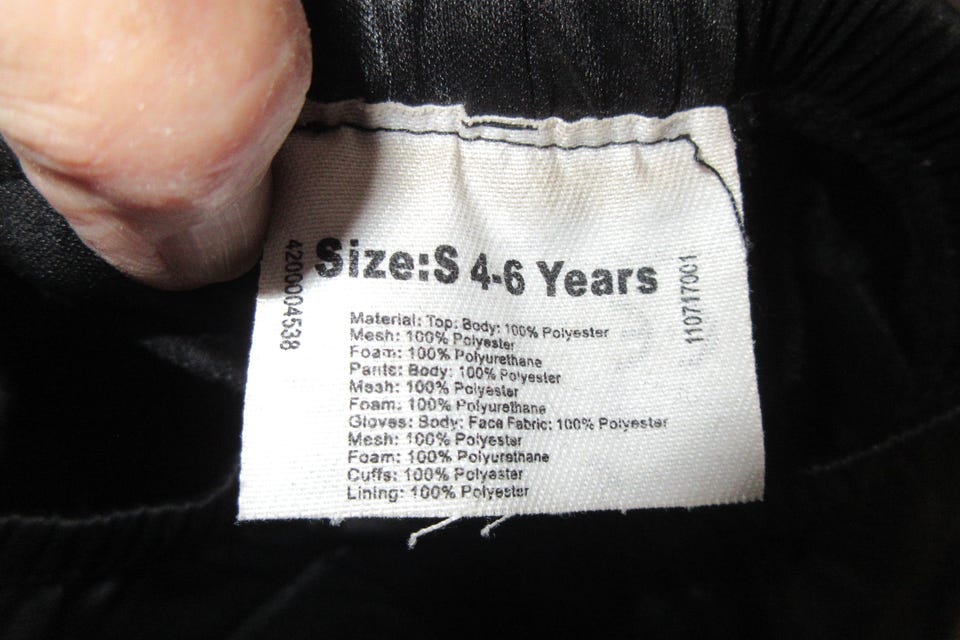 4200004538
Size:S 4-6 Years
110717001
Material: Top: Body: 100% Polyester
Mesh: 100% Polyester
Foam: 100% Polyurethane
Pants: Body: 100% Polyester
Mesh: 100% Polyester
Foam: 100% Polyurethane
Gloves: Body: Face Fabric: 100% Polyester
Mesh: 100% Polyester
Foam: 100% Polyurethane
Cuffs: 100% Polyester
Lining: 100% Polyester